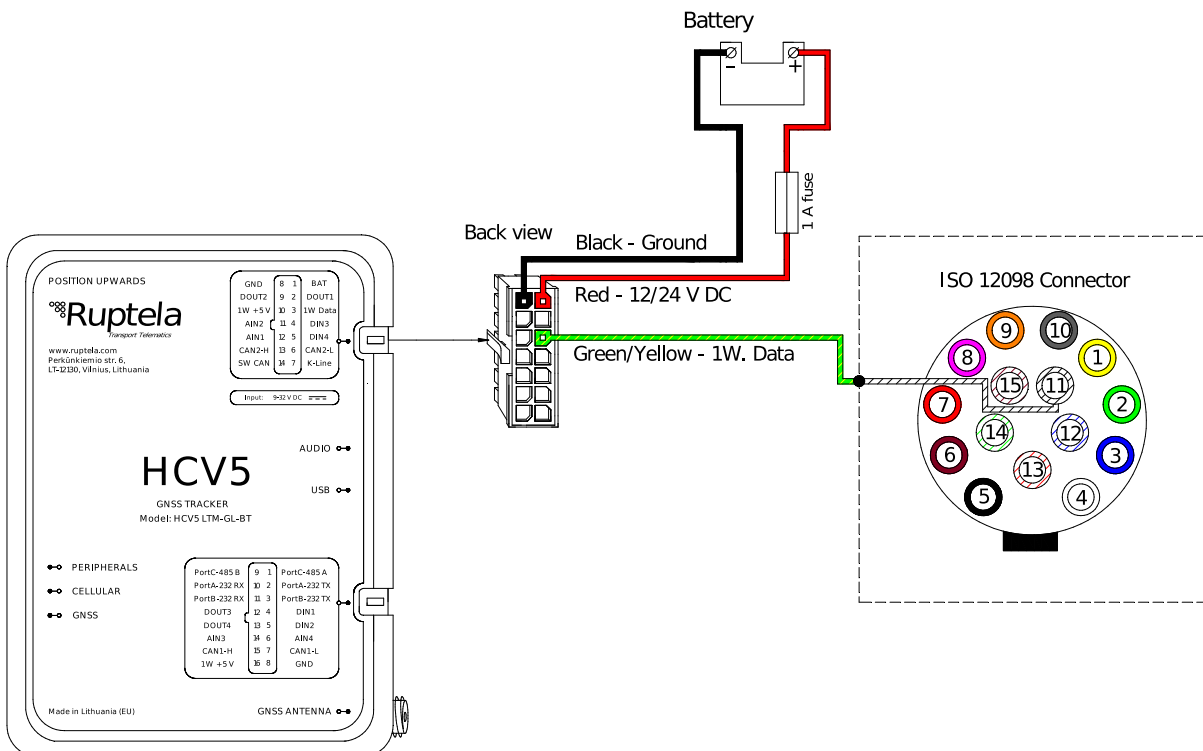 Battery
- +
1 A fuse
Back view
Black - Ground
Red - 12/24 V DC
Green/Yellow - 1W. Data
POSITION UPWARDS
Ruptela
Transport Telematics
www.ruptela.com
Perkūnkiemio str. 6,
LT-12130, Vilnius, Lithuania
GND 8 1 BAT
DOUT2 9 2 DOUT1
1W +5 V 10 3 1W Data
AIN2 11 4 DIN3
AIN1 12 5 DIN4
CAN2-H 13 6 CAN2-L
SW CAN 14 7 K-Line
Input: 9-32 V DC
AUDIO
HCV5
USB
GNSS TRACKER
Model: HCV5 LTM-GL-BT
PERIPHERALS
CELLULAR
GNSS
PortC-485 B 9 1 PortC-485 A
PortA-232 RX 10 2 PortA-232 TX
PortB-232 RX 11 3 PortB-232 TX
DOUT3 12 4 DIN1
DOUT4 13 5 DIN2
AIN3 14 6 AIN4
CAN1-H 15 7 CAN1-L
1W +5 V 16 8 GND
Made in Lithuania (EU)
GNSS ANTENNA
ISO 12098 Connector
9 10
8 1
15 11
7 2
14 12
6 3
13
5 4